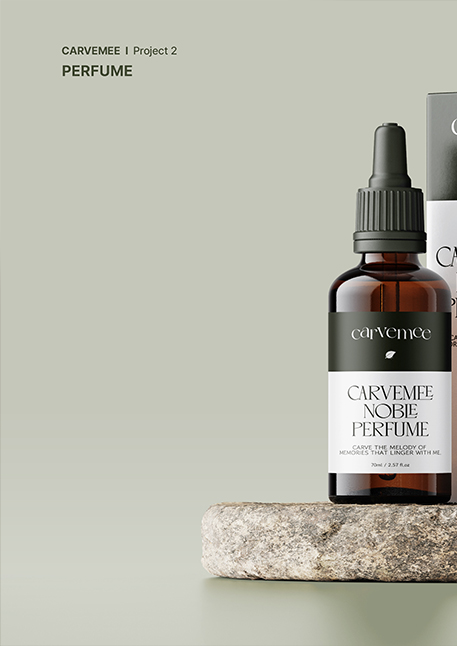 CARVEMEE I Project 2
PERFUME
carvemee
CARVEMEE
NOBLE
PERFUME
CARVE THE MELODY OF
MEMORIES THAT LINGER WITH ME.
70ml / 2.57 fl.oz